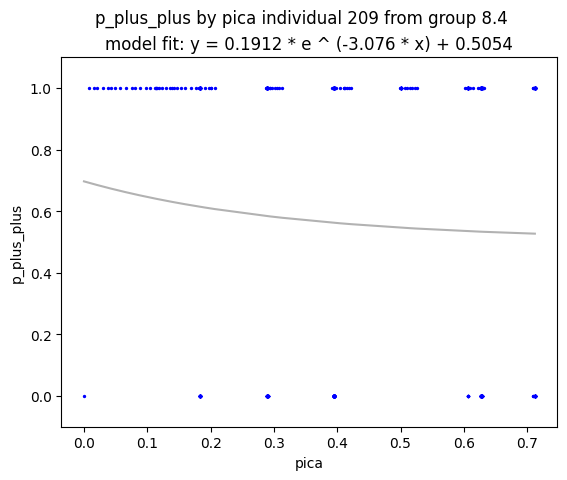 p_plus_plus by pica individual 209 from group 8.4
model fit: y = 0.1912 * e ^ (-3.076 * x) + 0.5054
p_plus_plus
1.0
0.8
0.6
0.4
0.2
0.0
0.0 0.1 0.2 0.3 0.4 0.5 0.6 0.7
pica